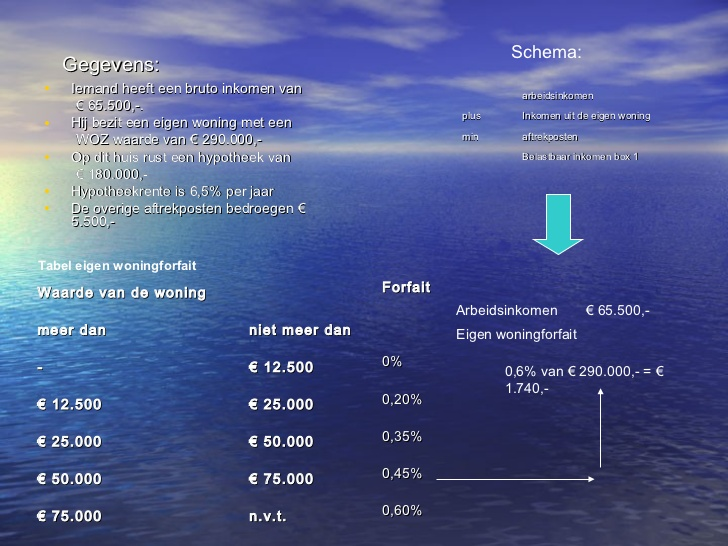 Gegevens:
Iemand heeft een bruto inkomen van
€ 65.500,-.
Hij bezit een eigen woning met een
WOZ waarde van € 290.000,-
Op dit huis rust een hypotheek van
€ 180.000,-
Hypotheekrente is 6,5% per jaar
De overige aftrekposten bedroegen €
5.500,-
Schema:
arbeidsinkomen
plus Inkomen uit de eigen woning
min aftrekposten
Belastbaar inkomen box 1
Tabel eigen woningforfait
Waarde van de woning Forfait
meer dan niet meer dan
- € 12.500 0%
€ 12.500 € 25.000 0,20%
€ 25.000 € 50.000 0,35%
€ 50.000 € 75.000 0,45%
€ 75.000 n.v.t. 0,60%
Arbeidsinkomen € 65.500,-
Eigen woningforfait
0,6% van € 290.000,- = €
1.740,-